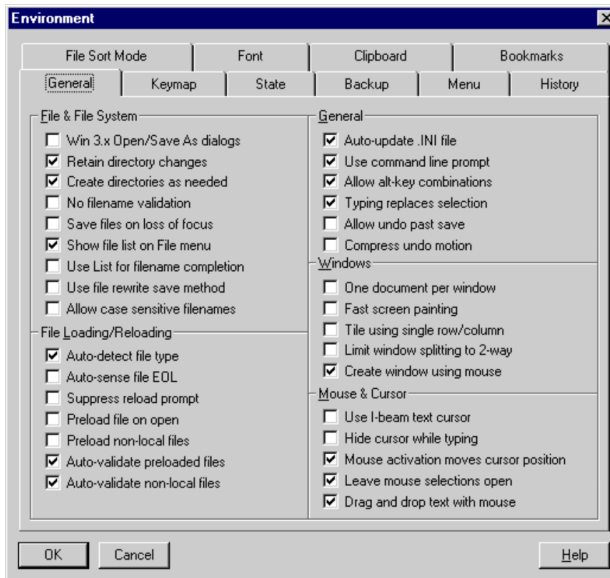 Environment
File Sort Mode
Font
Clipboard
Bookmarks
General
Keymap
State
Backup
Menu
History
File & File System
Win 3.x Open/Save As dialogs
Retain directory changes
Create directories as needed
No filename validation
Save files on loss of focus
Show file list on File menu
Use List for filename completion
Use file rewrite save method
Allow case sensitive filenames
File Loading/Reloading
Auto-detect file type
Auto-sense file EOL
Suppress reload prompt
Preload file on open
Preload non-local files
Auto-validate preloaded files
Auto-validate non-local files
General
Auto-update .INI file
Use command line prompt
Allow alt-key combinations
Typing replaces selection
Allow undo past save
Compress undo motion
Windows
One document per window
Fast screen painting
Tile using single row/column
Limit window splitting to 2-way
Create window using mouse
Mouse & Cursor
Use I-beam text cursor
Hide cursor while typing
Mouse activation moves cursor position
Leave mouse selections open
Drag and drop text with mouse
OK
Cancel
Help